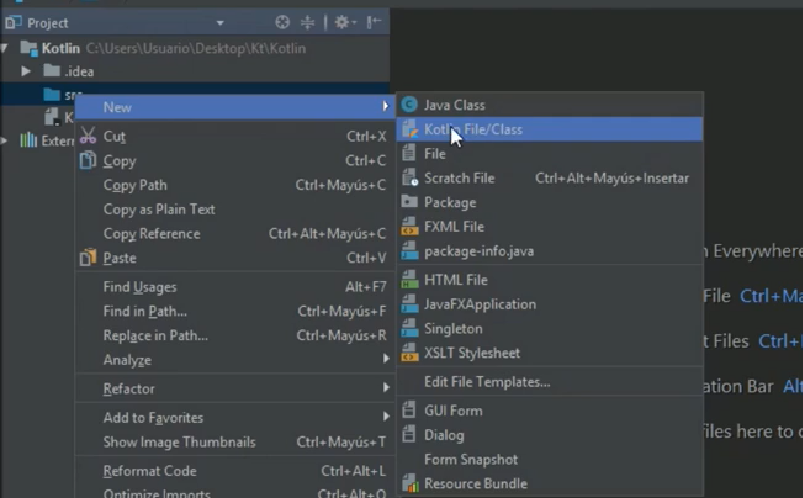 Project
Kotlin C:\Users\Usuario\Desktop\Kt\Kotlin
.idea
New
Cut Ctrl+X
Copy Ctrl+C
Copy Path Ctrl+Mayús+C
Copy as Plain Text
Copy Reference Ctrl+Alt+Mayús+C
Paste Ctrl+V
Find Usages Alt+F7
Find in Path... Ctrl+Mayús+F
Replace in Path... Ctrl+Mayús+R
Analyze
Refactor
Add to Favorites
Show Image Thumbnails Ctrl+Mayús+T
Reformat Code Ctrl+Alt+L
Optimize Imports Ctrl+Alt+O
Java Class
Kotlin File/Class
File
Scratch File Ctrl+Alt+Mayús+Insertar
Package
FXML File
package-info.java
HTML File
JavaFXApplication
Singleton
XSLT Stylesheet
Edit File Templates...
GUI Form
Dialog
Form Snapshot
Resource Bundle
Everywhere
File Ctrl+Ma
Files Ctrl+
Bar Alt
files here to